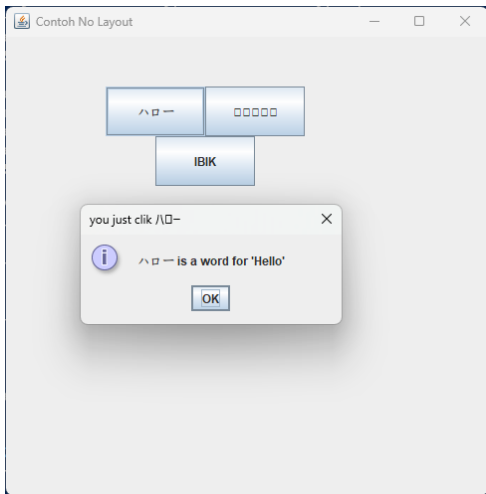 Contoh No Layout
ハロー
IBIK
you just clik ハロー
ハロー is a word for 'Hello'
OK